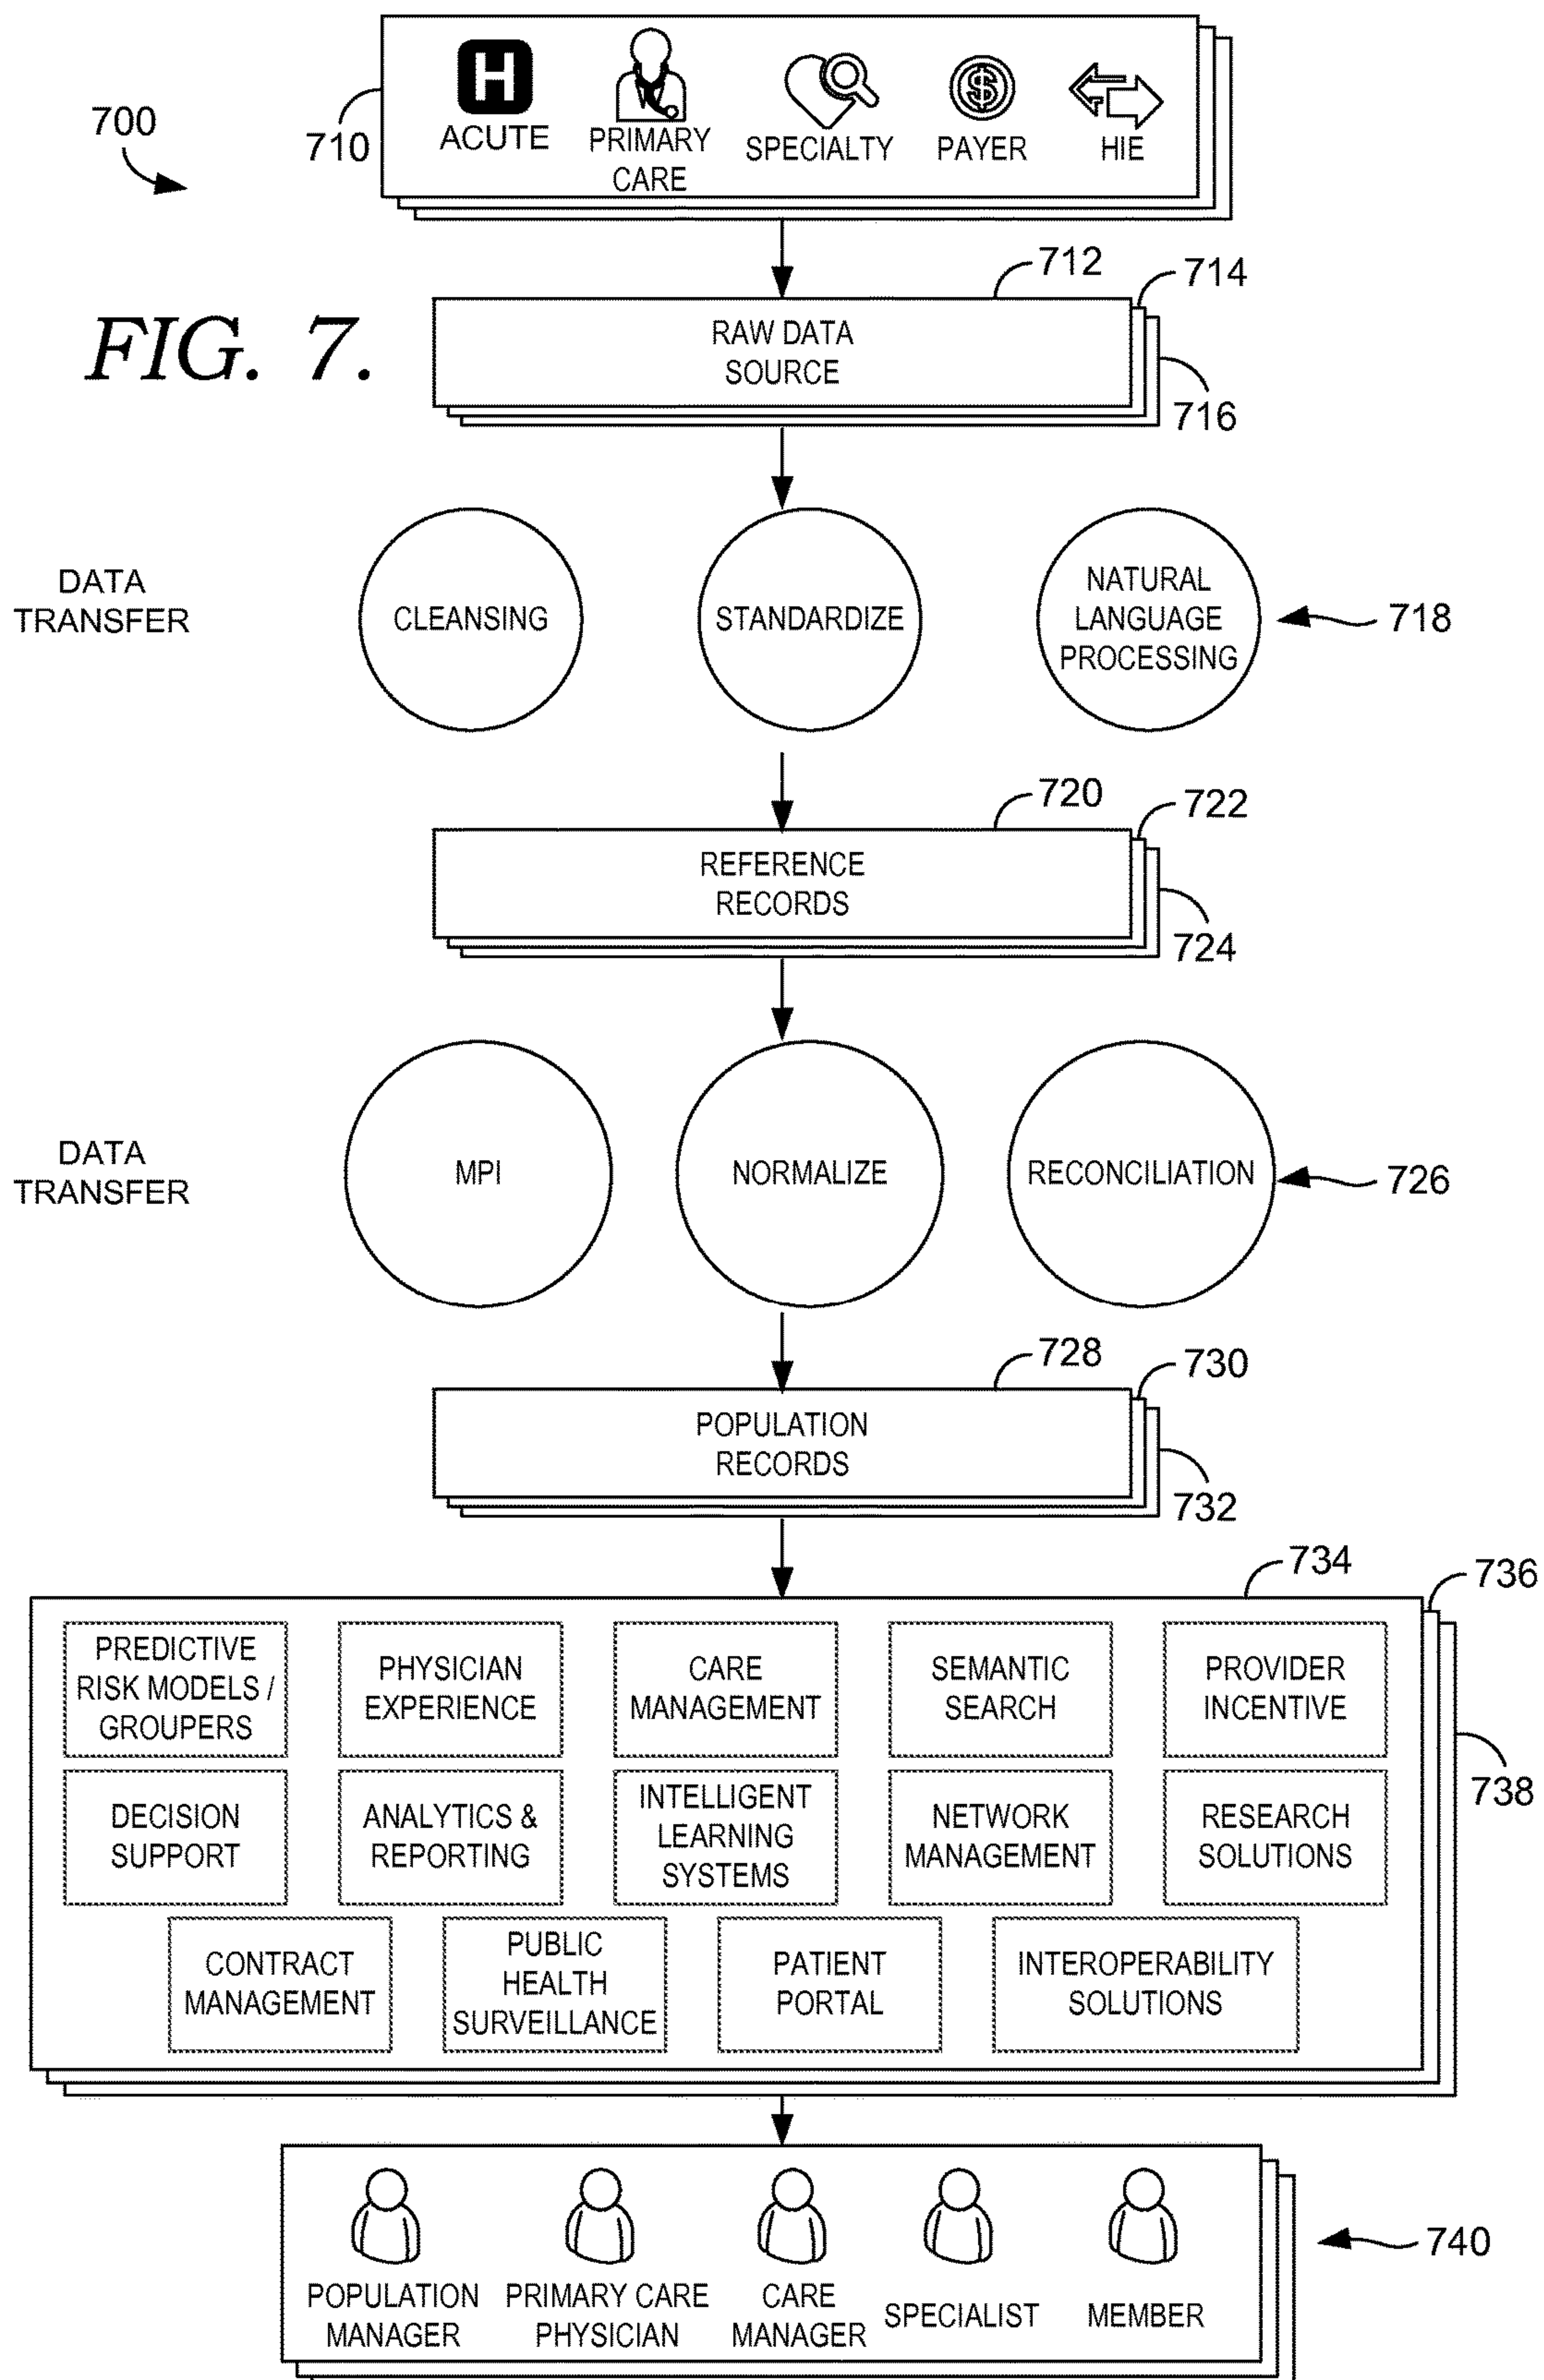 700
710
H
ACUTE
PRIMARY
CARE
SPECIALTY
$
PAYER
HIE
FIG. 7.
712
714
716
RAW DATA
SOURCE
DATA
TRANSFER
CLEANSING
STANDARDIZE
NATURAL
LANGUAGE
PROCESSING
718
720
722
724
REFERENCE
RECORDS
DATA
TRANSFER
MPI
NORMALIZE
RECONCILIATION
726
728
730
732
POPULATION
RECORDS
734
736
738
PREDICTIVE
RISK MODELS /
GROUPERS
PHYSICIAN
EXPERIENCE
CARE
MANAGEMENT
SEMANTIC
SEARCH
PROVIDER
INCENTIVE
DECISION
SUPPORT
ANALYTICS &
REPORTING
INTELLIGENT
LEARNING
SYSTEMS
NETWORK
MANAGEMENT
RESEARCH
SOLUTIONS
CONTRACT
MANAGEMENT
PUBLIC
HEALTH
SURVEILLANCE
PATIENT
PORTAL
INTEROPERABILITY
SOLUTIONS
740
POPULATION
MANAGER
PRIMARY CARE
PHYSICIAN
CARE
MANAGER
SPECIALIST
MEMBER